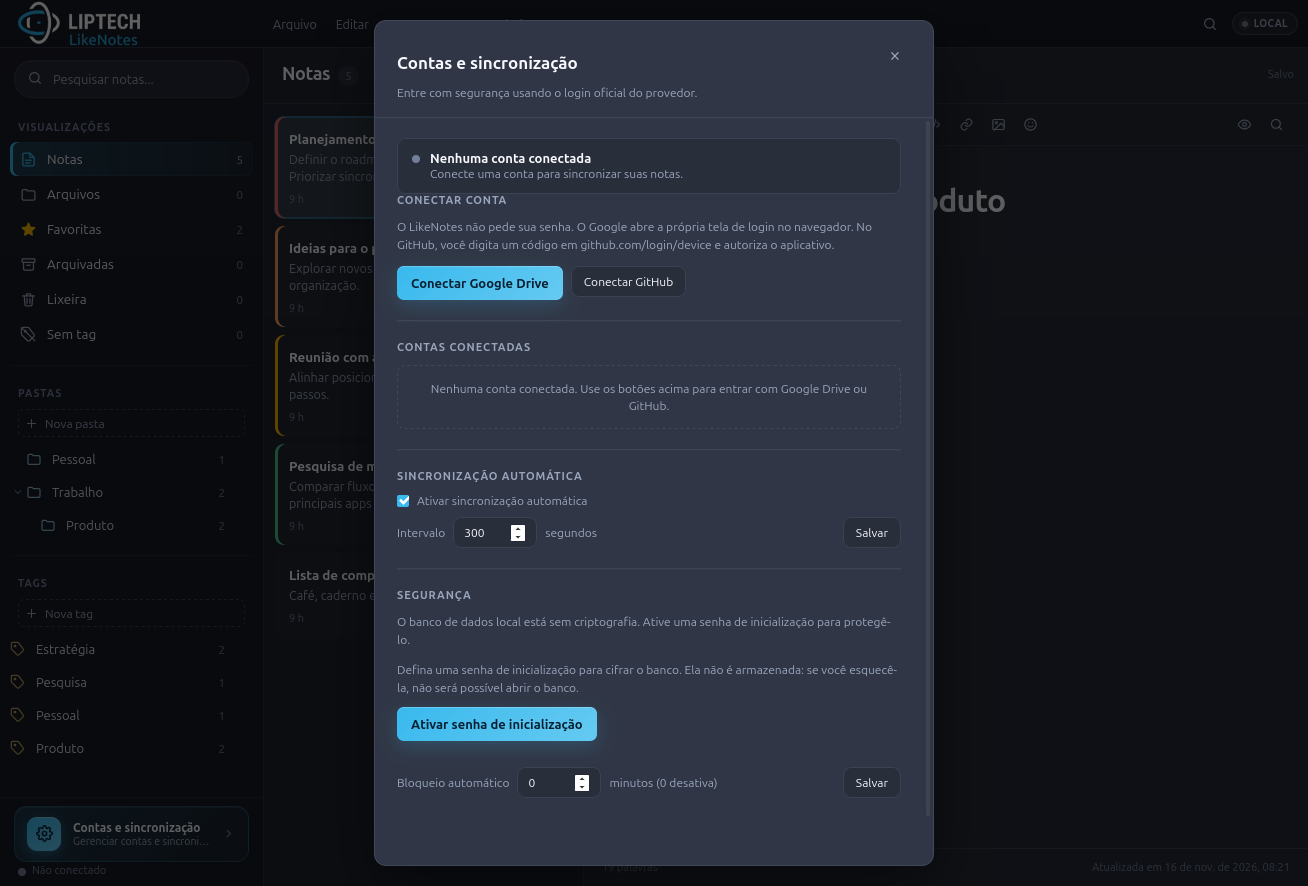 LIPTECH
LikeNotes
Arquivo Editar
LOCAL
Pesquisar notas...
VISUALIZAÇÕES
Notas 5
Arquivos 0
Favoritas 2
Arquivadas 0
Lixeira 0
Sem tag 0
PASTAS
+ Nova pasta
Pessoal 1
Trabalho 2
Produto 2
TAGS
+ Nova tag
Estratégia 2
Pesquisa 1
Pessoal 1
Produto 2
Contas e sincronização
Gerenciar contas e sincroni...
Não conectado
Notas 5
Planejamento
Definir o
Priorizar
9 h
Ideias para o
Explorar novos
organização.
9 h
Reunião com
Alinhar
passos.
9 h
Pesquisa de
Comparar
principais apps
9 h
Lista de
Café, caderno e
9 h
Contas e sincronização
Entre com segurança usando o login oficial do provedor.
Nenhuma conta conectada
Conecte uma conta para sincronizar suas notas.
CONECTAR CONTA
O LikeNotes não pede sua senha. O Google abre a própria tela de login no navegador. No
GitHub, você digita um código em github.com/login/device e autoriza o aplicativo.
Conectar Google Drive Conectar GitHub
CONTAS CONECTADAS
Nenhuma conta conectada. Use os botões acima para entrar com Google Drive ou
GitHub.
SINCRONIZAÇÃO AUTOMÁTICA
Ativar sincronização automática
Intervalo 300 segundos Salvar
SEGURANÇA
O banco de dados local está sem criptografia. Ative uma senha de inicialização para protegê-
lo.
Defina uma senha de inicialização para cifrar o banco. Ela não é armazenada: se você esquecê-
la, não será possível abrir o banco.
Ativar senha de inicialização
Bloqueio automático 0 minutos (0 desativa) Salvar
Salvo
oduto
palavras
Atualizada em 16 de nov. de 2026, 08:21